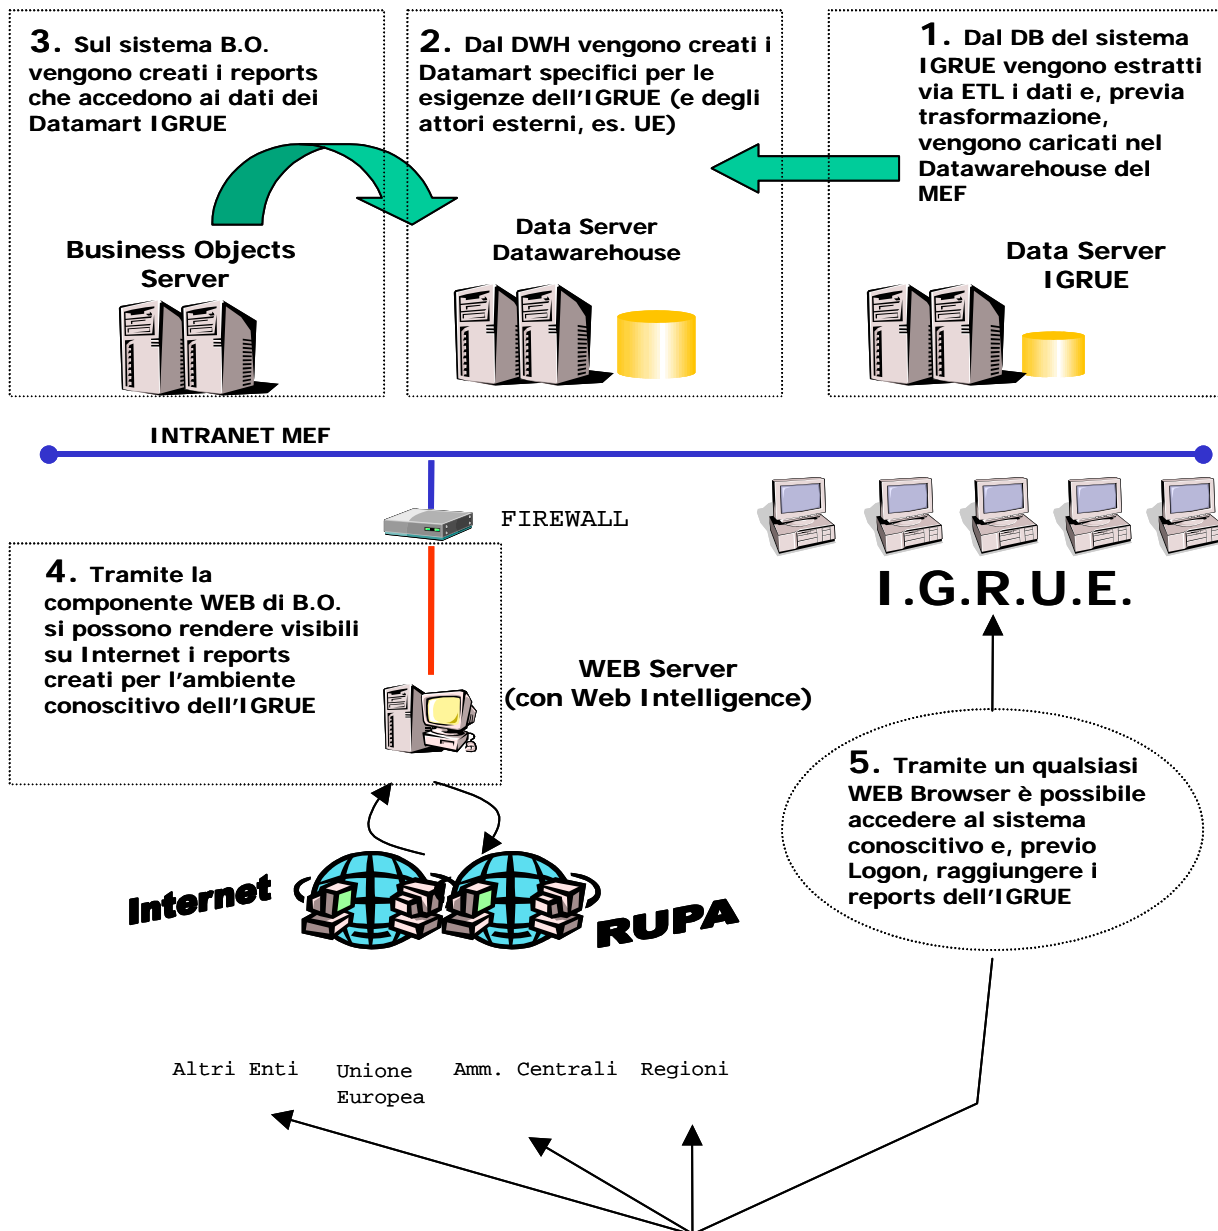 3. Sul sistema B.O.
vengono creati i reports
che accedono ai dati dei
Datamart IGRUE
Business Objects
Server
2. Dal DWH vengono creati i
Datamart specifici per le
esigenze dell'IGRUE (e degli
attori esterni, es. UE)
Data Server
Datawarehouse
1. Dal DB del sistema
IGRUE vengono estratti
via ETL i dati e, previa
trasformazione,
vengono caricati nel
Datawarehouse del
MEF
Data Server
IGRUE
INTRANET MEF
FIREWALL
I.G.R.U.E.
4. Tramite la
componente WEB di B.O.
si possono rendere visibili
su Internet i reports
creati per l'ambiente
conoscitivo dell'IGRUE
WEB Server
(con Web Intelligence)
5. Tramite un qualsiasi
WEB Browser è possibile
accedere al sistema
conoscitivo e, previo
Logon, raggiungere i
reports dell'IGRUE
Internet
RUPA
Altri Enti
Unione
Europea
Amm. Centrali
Regioni